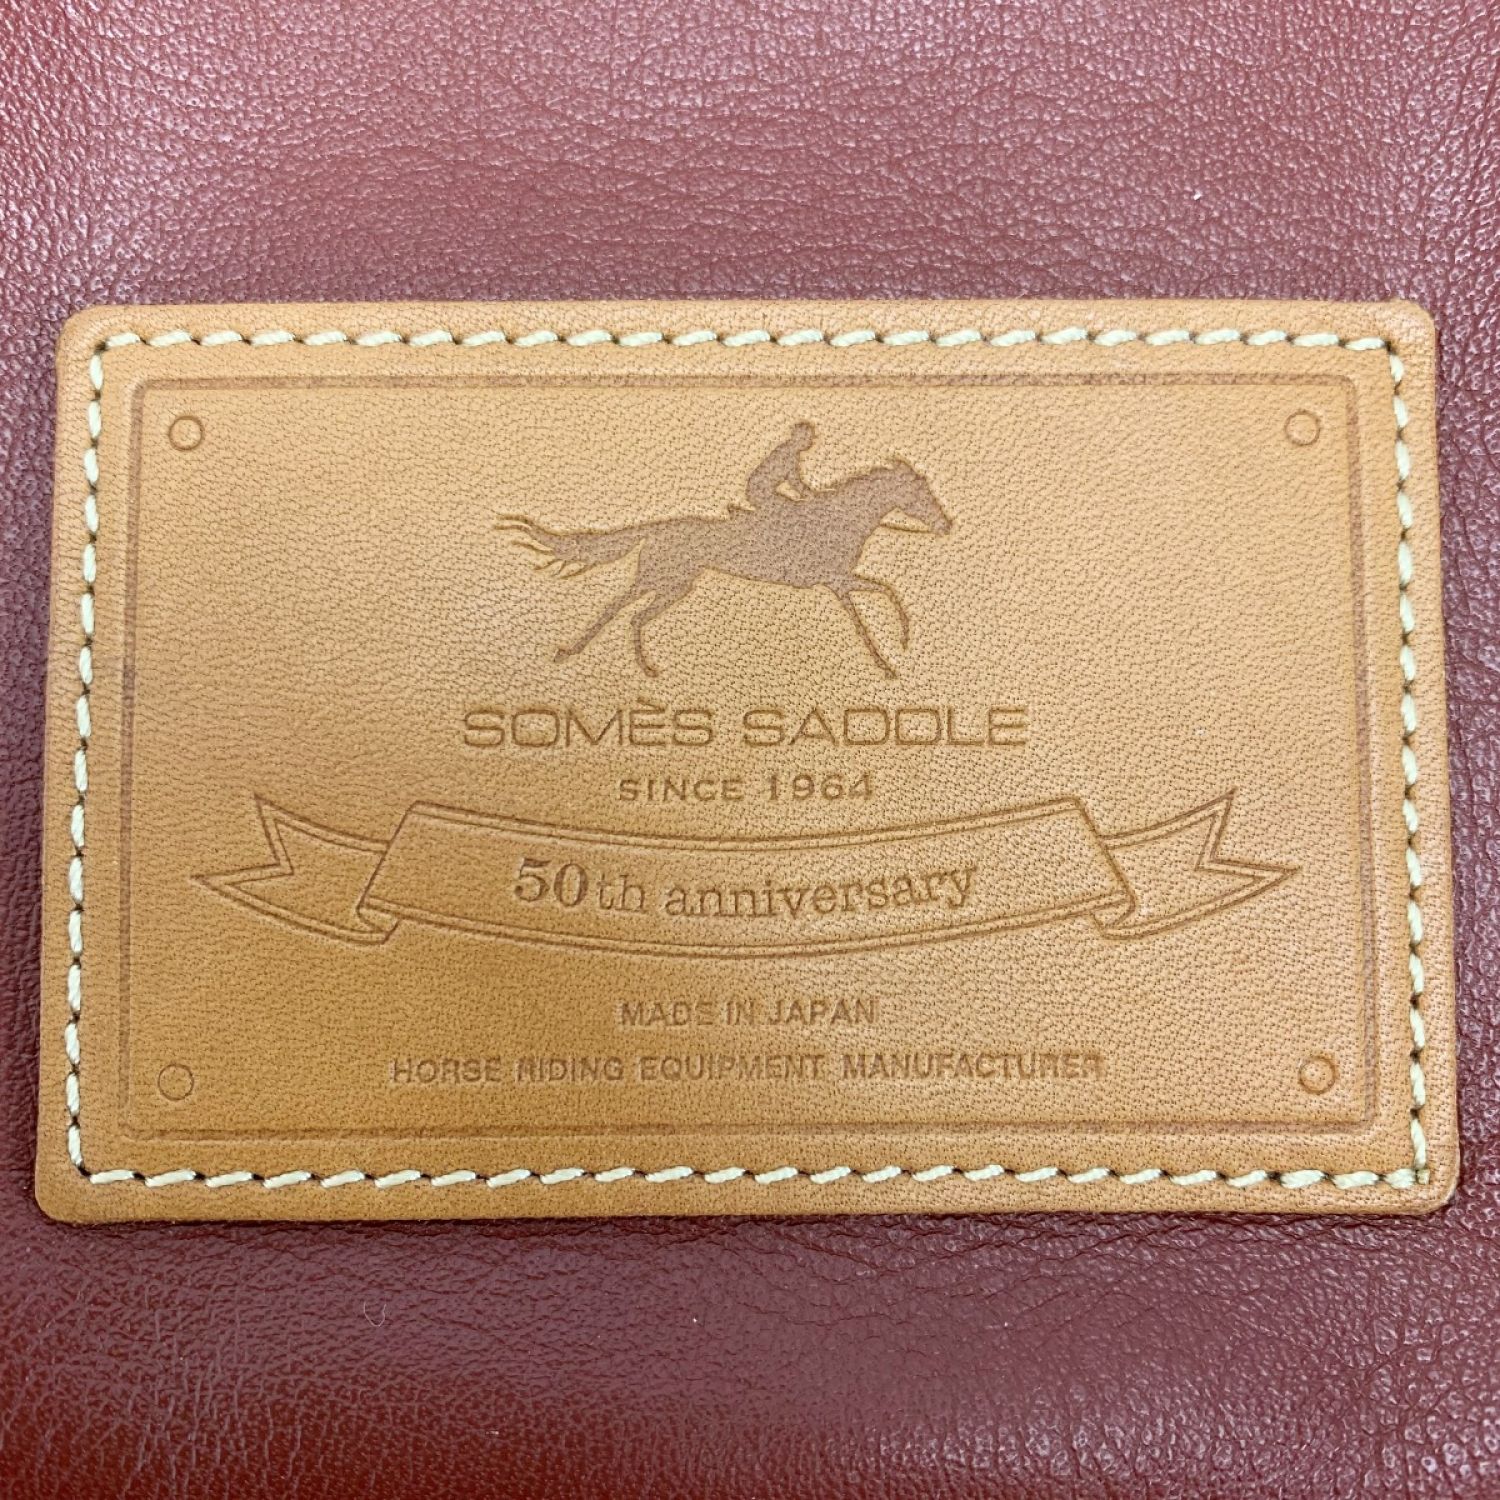 SOMÈS SADDLE
SINCE 1964
50th anniversary
MADE IN JAPAN
HORSE RIDING EQUIPMENT MANUFACTURER